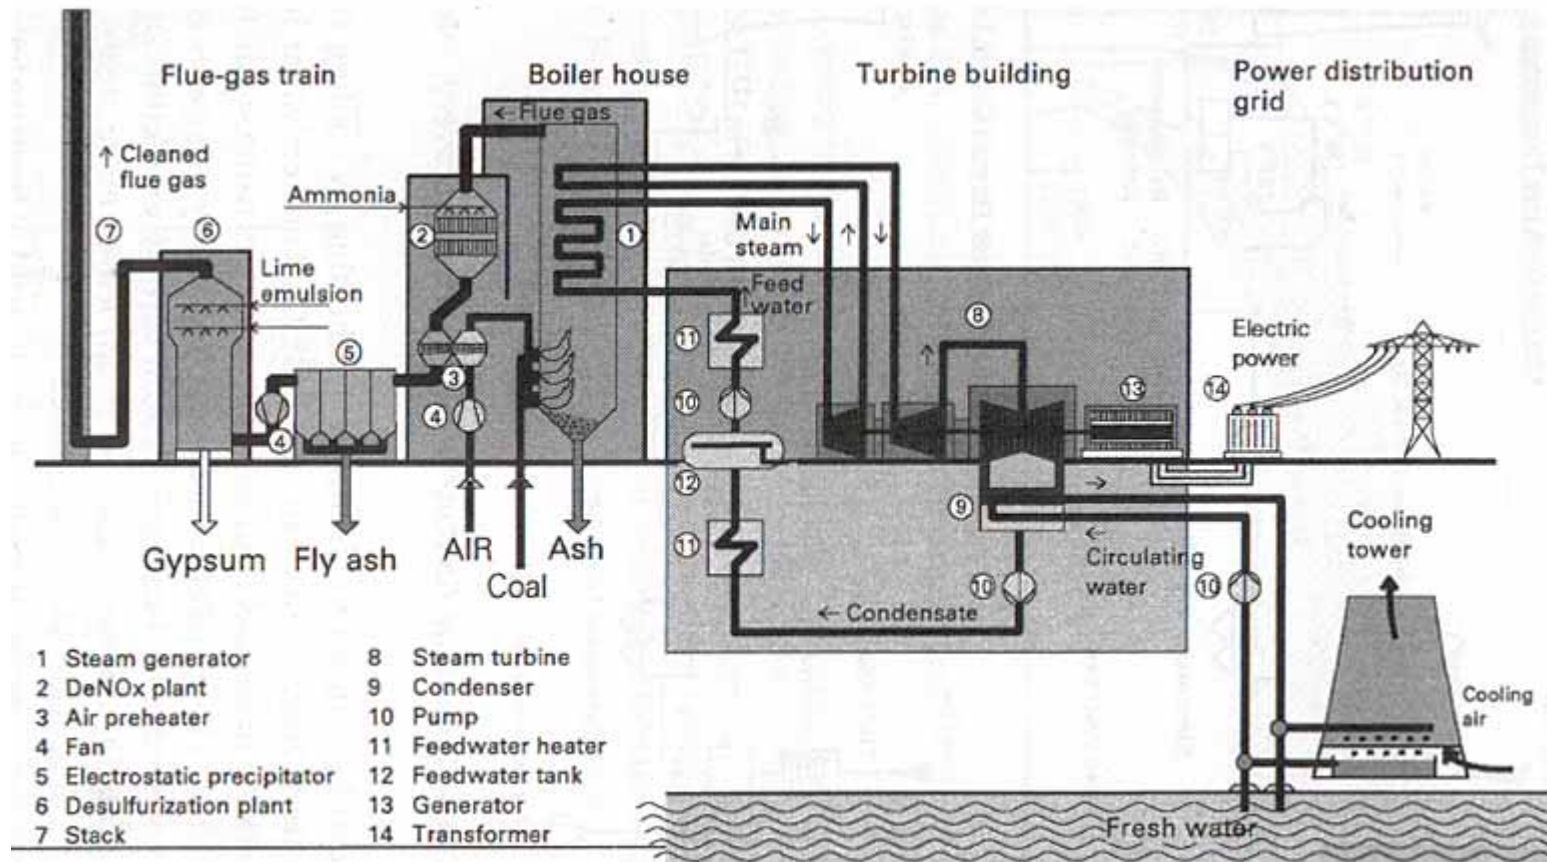 Flue-gas train
Boiler house
Turbine building
Power distribution
grid
← Flue gas
↑ Cleaned
flue gas
Ammonia
7
6
2
1
Lime
emulsion
Main
steam
↓ ↑ ↓
Feed
water
8
↑
11
Electric
power
5
3
13
14
4
10
4
12
→
9
Cooling
tower
11
←
Circulating
water
Gypsum
Fly ash
AIR
Ash
Coal
10
10
← Condensate
Cooling
air
1 Steam generator
2 DeNOx plant
3 Air preheater
4 Fan
5 Electrostatic precipitator
6 Desulfurization plant
7 Stack
8 Steam turbine
9 Condenser
10 Pump
11 Feedwater heater
12 Feedwater tank
13 Generator
14 Transformer
Fresh water